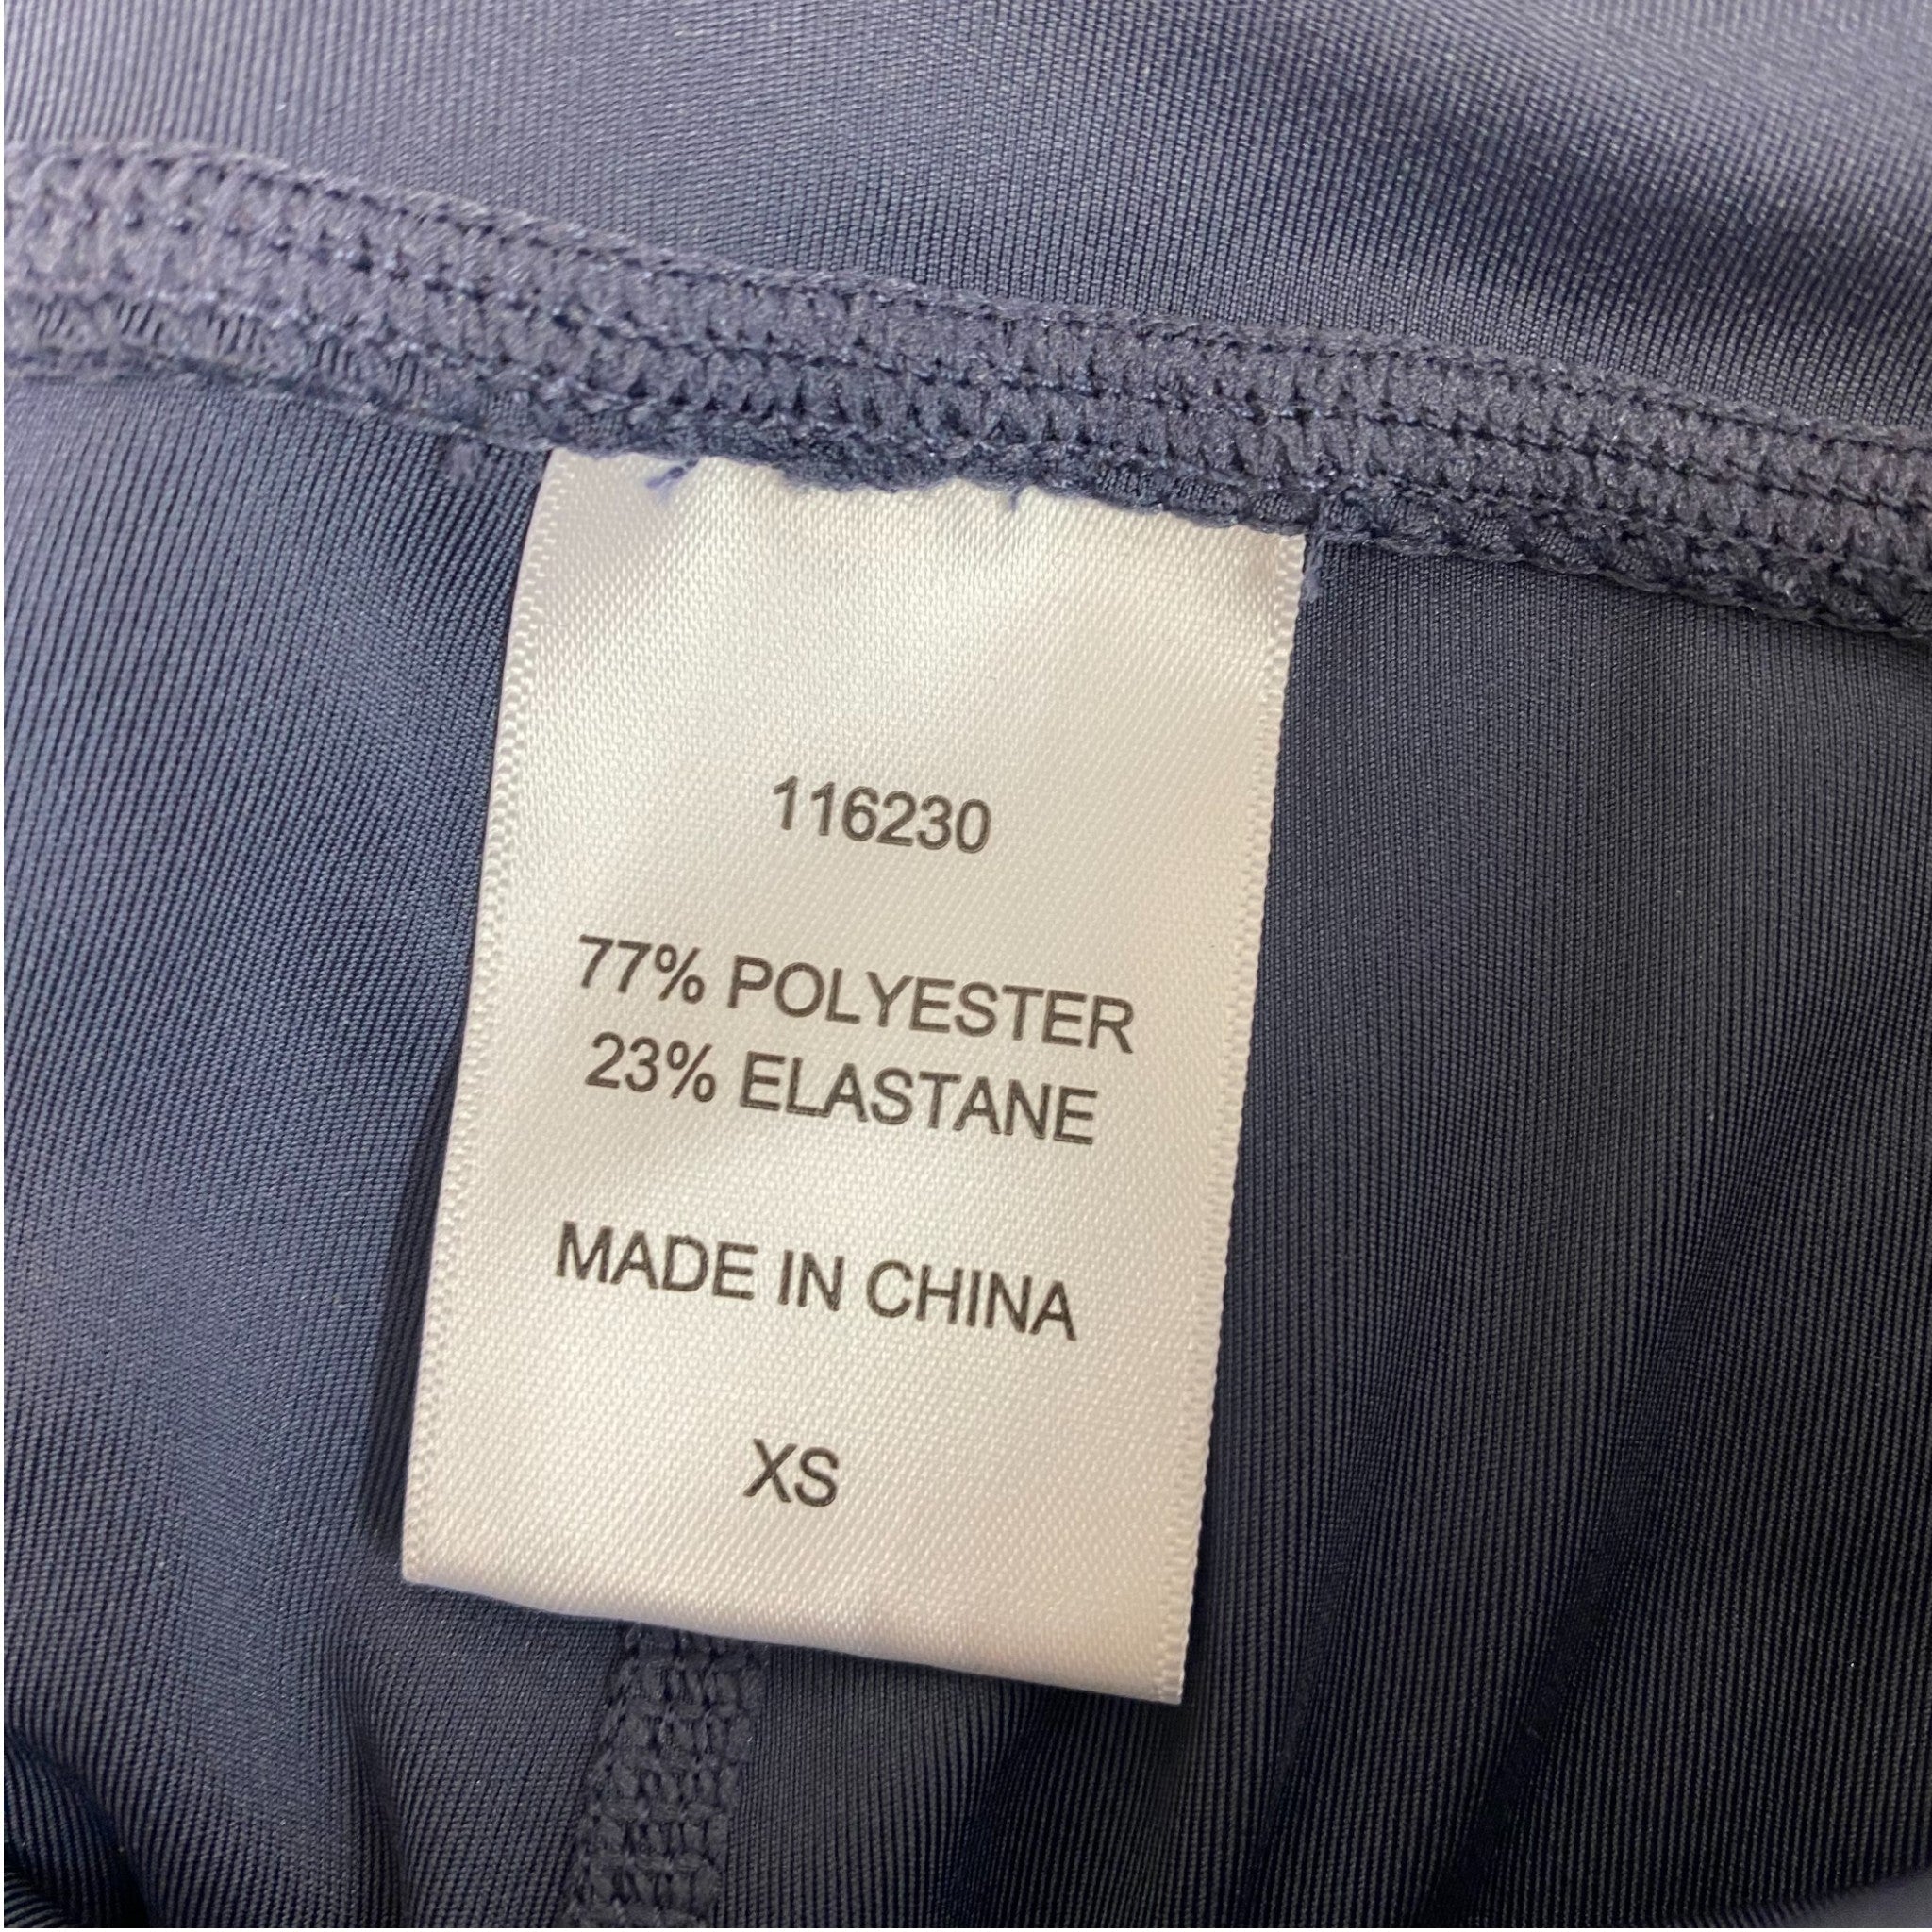 116230
77% POLYESTER
23% ELASTANE
MADE IN CHINA
XS